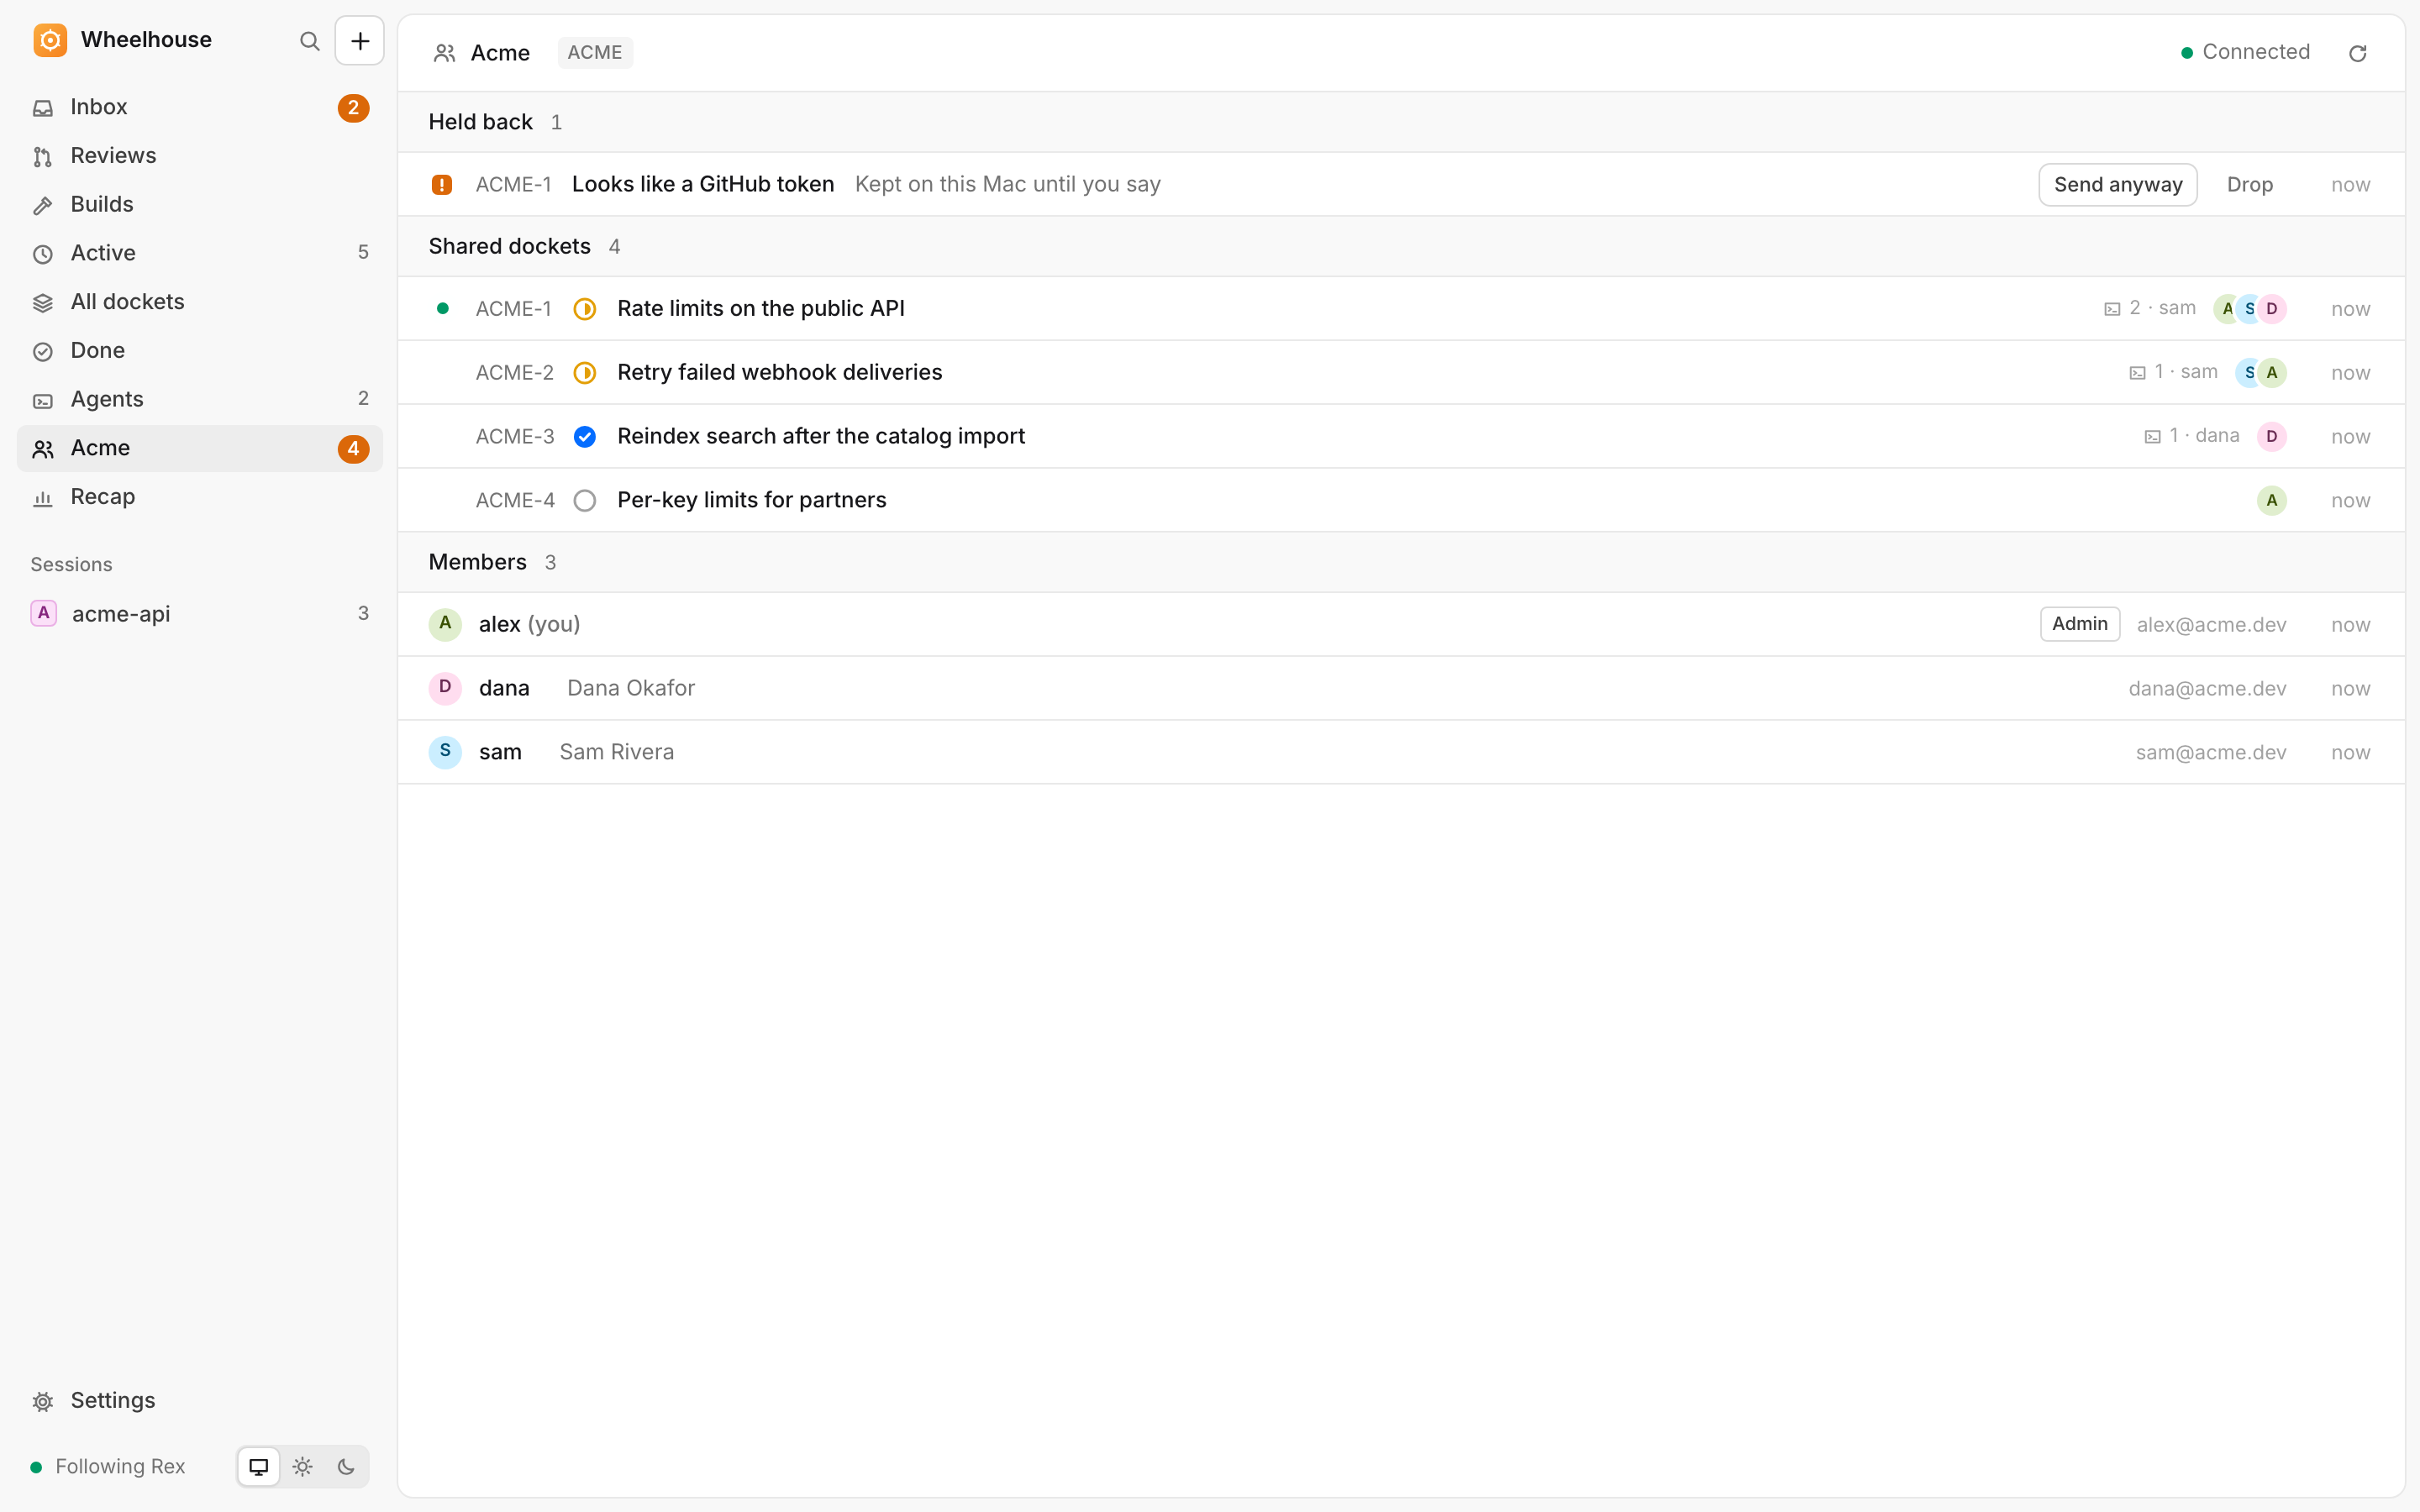 Wheelhouse
Inbox 2
Reviews
Builds
Active 5
All dockets
Done
Agents 2
Acme 4
Recap
Sessions
A acme-api 3
Settings
Following Rex
Acme ACME Connected
Held back 1
ACME-1 Looks like a GitHub token Kept on this Mac until you say Send anyway Drop now
Shared dockets 4
ACME-1 Rate limits on the public API 2 · sam A S D now
ACME-2 Retry failed webhook deliveries 1 · sam S A now
ACME-3 Reindex search after the catalog import 1 · dana D now
ACME-4 Per-key limits for partners A now
Members 3
A alex (you) Admin alex@acme.dev now
D dana Dana Okafor dana@acme.dev now
S sam Sam Rivera sam@acme.dev now